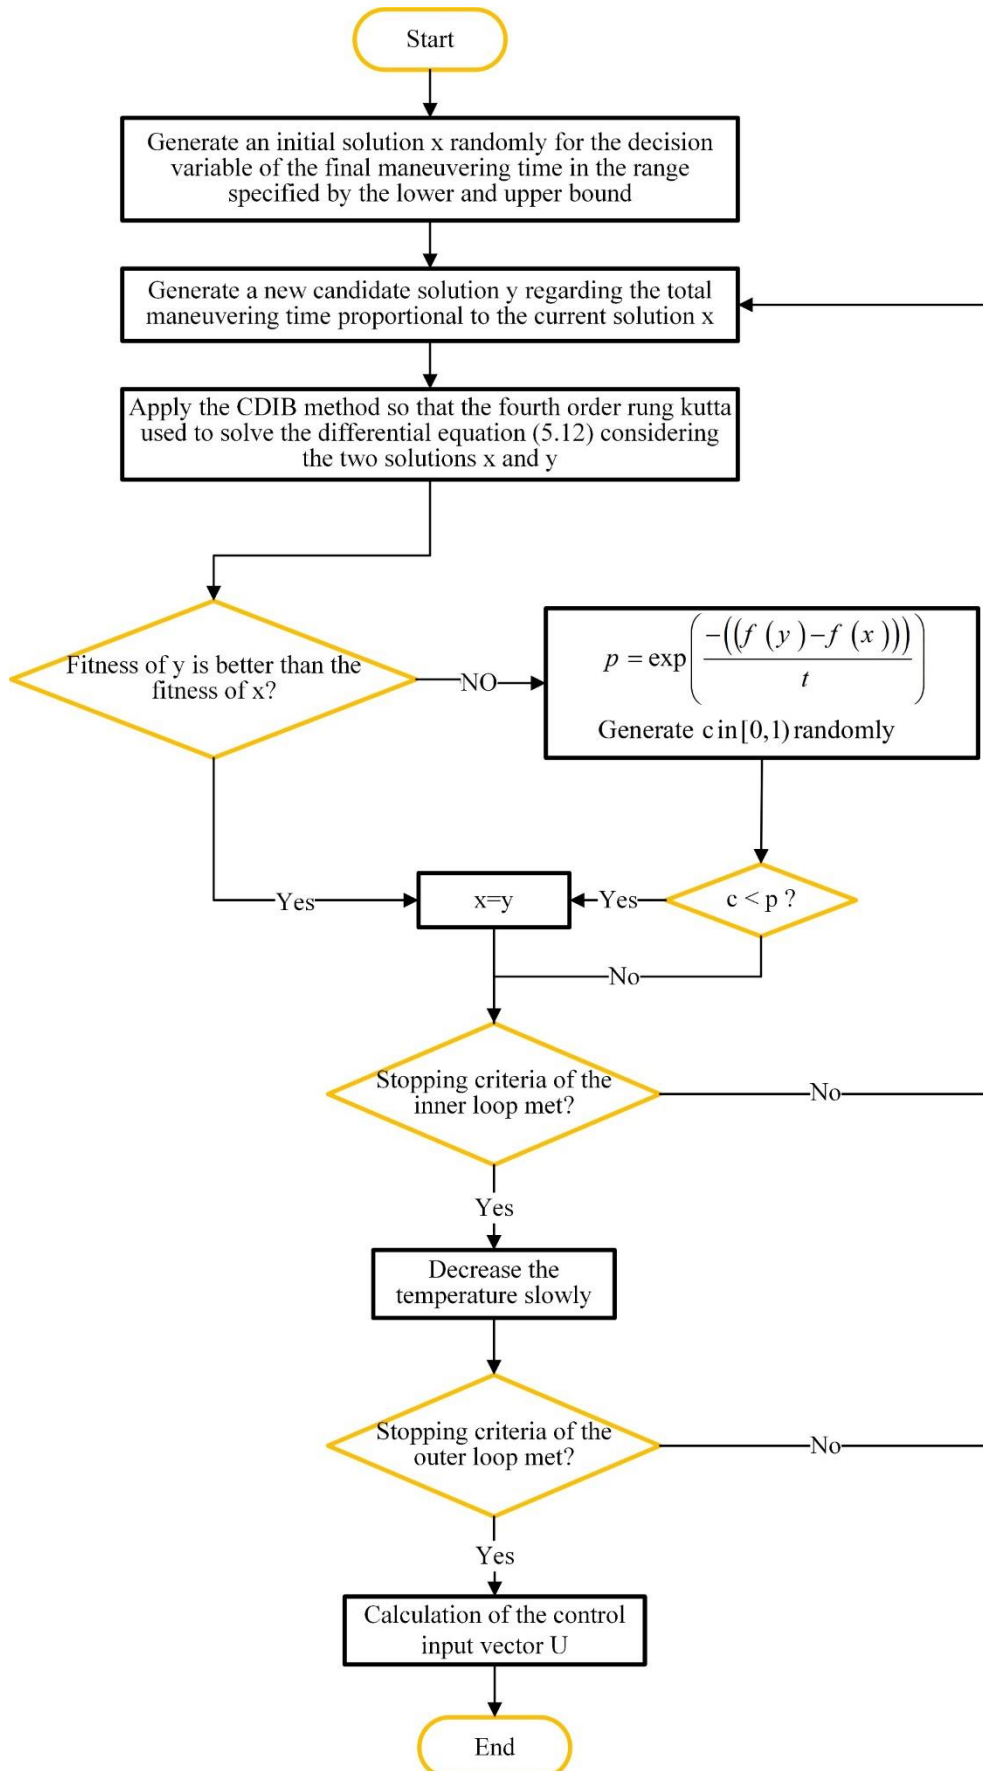 Start
Generate an initial solution x randomly for the decision
variable of the final maneuvering time in the range
specified by the lower and upper bound
Generate a new candidate solution y regarding the total
maneuvering time proportional to the current solution x
Apply the CDIB method so that the fourth order rung kutta
used to solve the differential equation (5.12) considering
the two solutions x and y
Fitness of y is better than the
fitness of x?
NO
p = exp(−((f(y)−f(x)))/t)
Generate c in [0,1) randomly
Yes
x=y
Yes
c < p ?
No
Stopping criteria of the
inner loop met?
No
Yes
Decrease the
temperature slowly
Stopping criteria of the
outer loop met?
No
Yes
Calculation of the control
input vector U
End